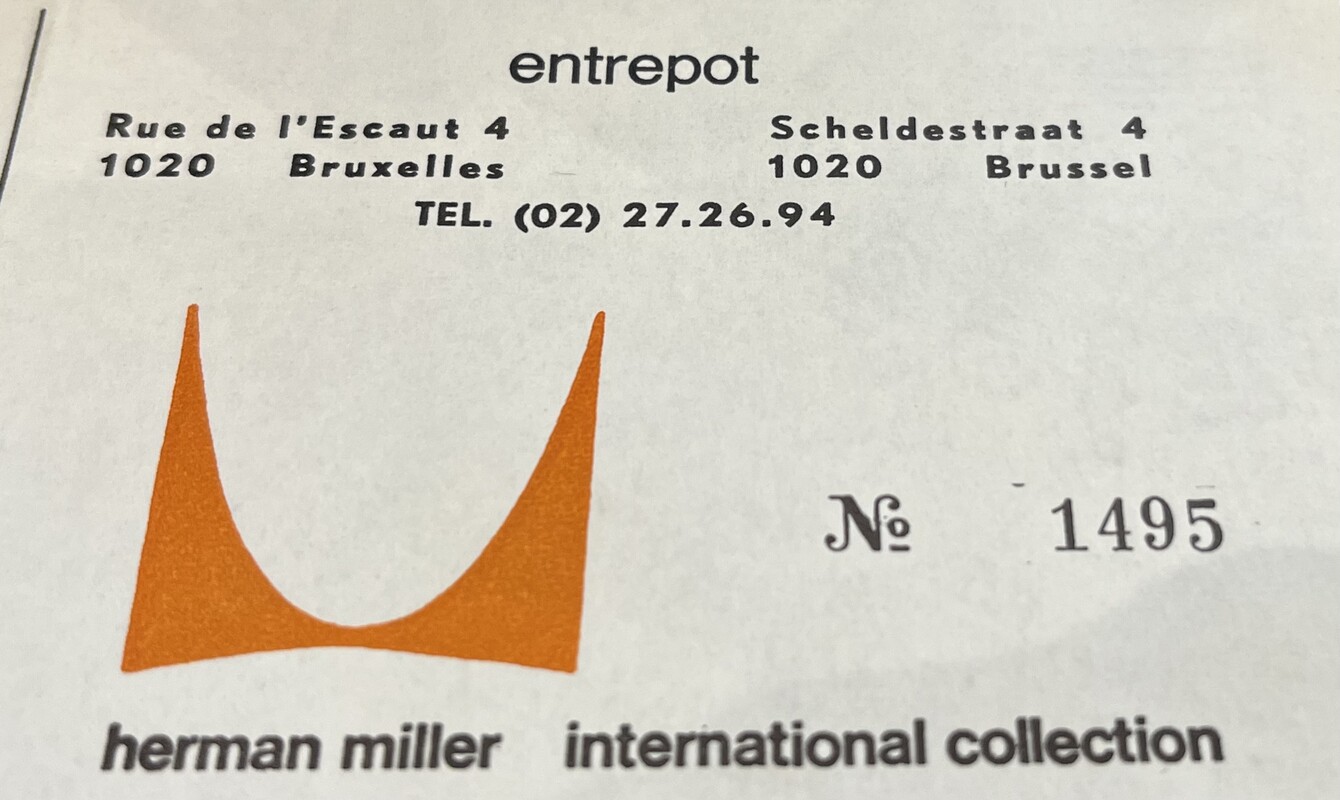 entrepot
Rue de l'Escaut 4 Scheldestraat 4
1020 Bruxelles 1020 Brussel
TEL. (02) 27.26.94
№ 1495
herman miller international collection